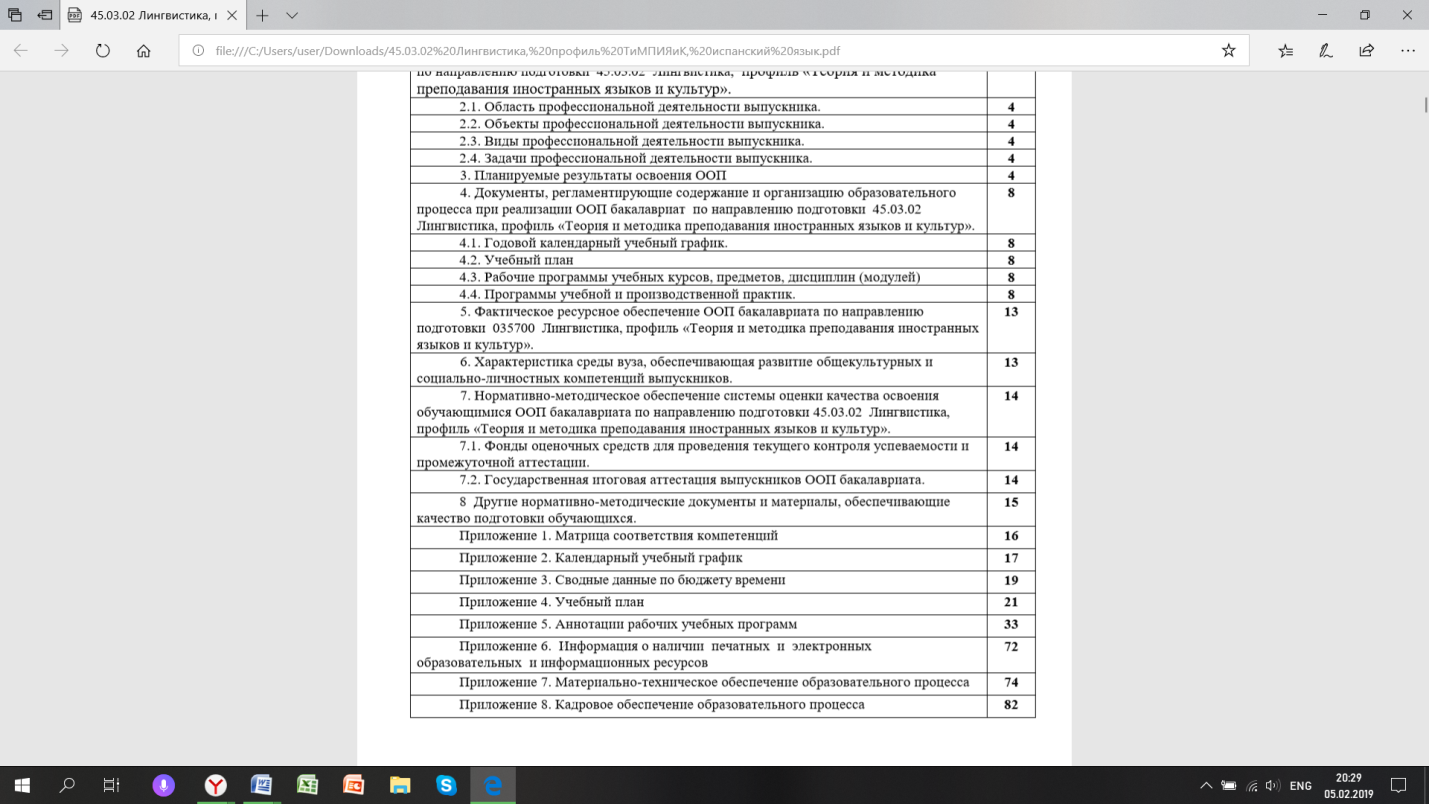 45.03.02 Лингвистика,
file:///C:/Users/user/Downloads/45.03.02%20Лингвистика,%20профиль%20ТиМПИЯиК,%20испанский%20язык.pdf
по направлению подготовки 45.03.02 Лингвистика, профиль «Теория и методика
преподавания иностранных языков и культур».
2.1. Область профессиональной деятельности выпускника. 4
2.2. Объекты профессиональной деятельности выпускника. 4
2.3. Виды профессиональной деятельности выпускника. 4
2.4. Задачи профессиональной деятельности выпускника. 4
3. Планируемые результаты освоения ООП 4
4. Документы, регламентирующие содержание и организацию образовательного 8
процесса при реализации ООП бакалавриат по направлению подготовки 45.03.02
Лингвистика, профиль «Теория и методика преподавания иностранных языков и культур».
4.1. Годовой календарный учебный график. 8
4.2. Учебный план 8
4.3. Рабочие программы учебных курсов, предметов, дисциплин (модулей) 8
4.4. Программы учебной и производственной практик. 8
5. Фактическое ресурсное обеспечение ООП бакалавриата по направлению 13
подготовки 035700 Лингвистика, профиль «Теория и методика преподавания иностранных
языков и культур».
6. Характеристика среды вуза, обеспечивающая развитие общекультурных и 13
социально-личностных компетенций выпускников.
7. Нормативно-методическое обеспечение системы оценки качества освоения 14
обучающимися ООП бакалавриата по направлению подготовки 45.03.02 Лингвистика,
профиль «Теория и методика преподавания иностранных языков и культур».
7.1. Фонды оценочных средств для проведения текущего контроля успеваемости и 14
промежуточной аттестации.
7.2. Государственная итоговая аттестация выпускников ООП бакалавриата. 14
8 Другие нормативно-методические документы и материалы, обеспечивающие 15
качество подготовки обучающихся.
Приложение 1. Матрица соответствия компетенций 16
Приложение 2. Календарный учебный график 17
Приложение 3. Сводные данные по бюджету времени 19
Приложение 4. Учебный план 21
Приложение 5. Аннотации рабочих учебных программ 33
Приложение 6. Информация о наличии печатных и электронных 72
образовательных и информационных ресурсов
Приложение 7. Материально-техническое обеспечение образовательного процесса 74
Приложение 8. Кадровое обеспечение образовательного процесса 82
ENG
20:29
05.02.2019